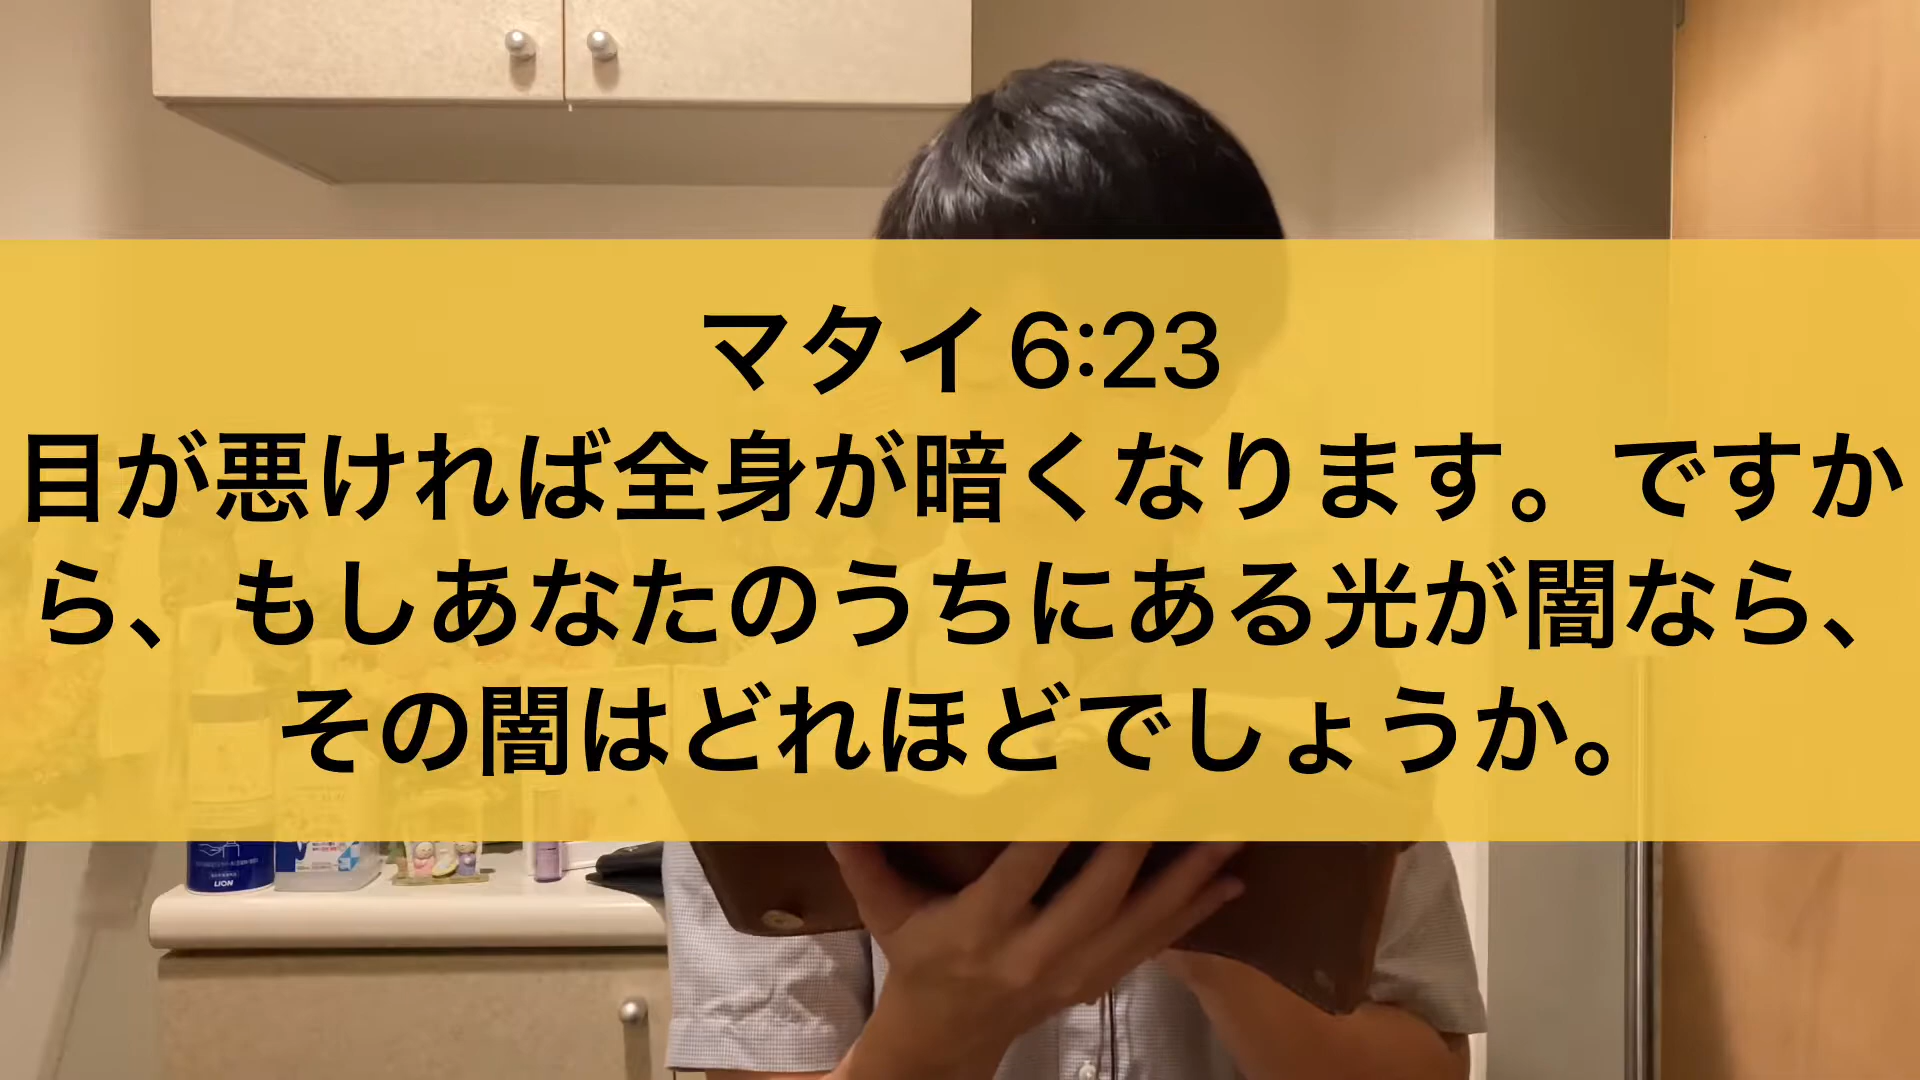 マタイ6:23
目が悪ければ全身が暗くなります。ですか
ら、もしあなたのうちにある光が闇なら、
その闇はどれほどでしょうか。
LION